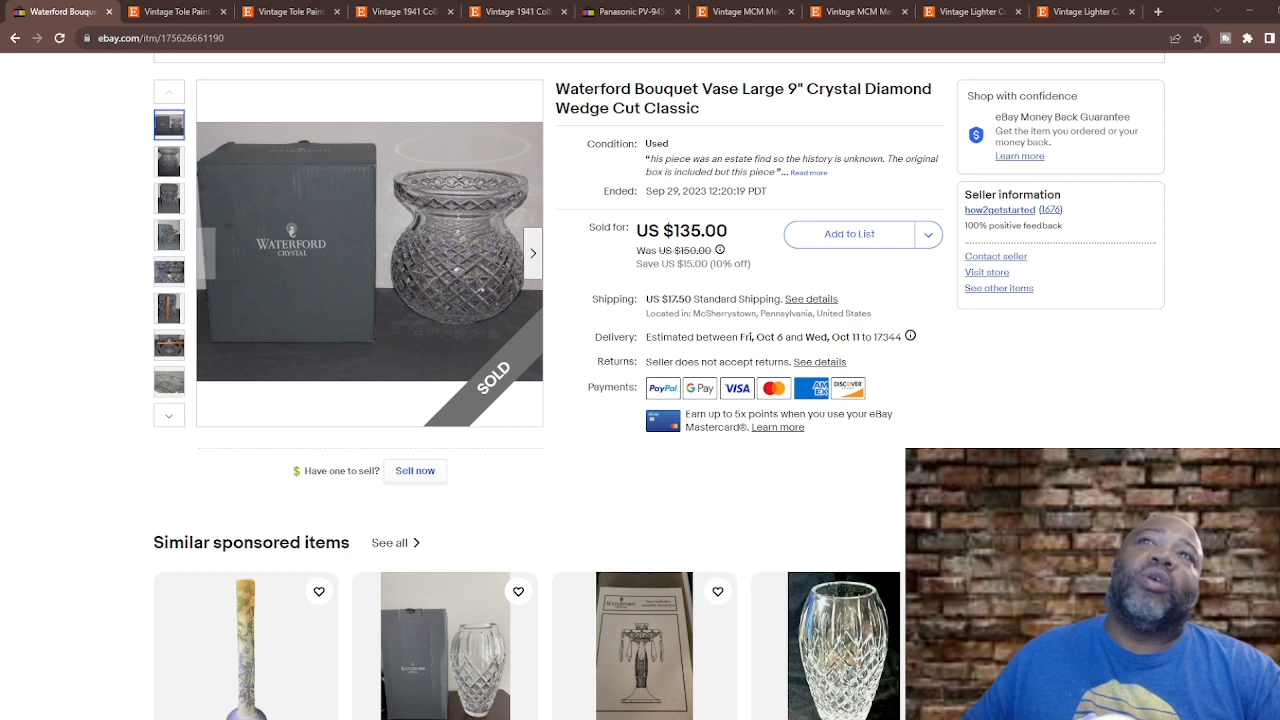 Waterford Bouque
Vintage Tole Paint
Vintage Tole Paint
Vintage 1941 Coll
Vintage 1941 Coll
Panasonic PV-945
Vintage MCM Me
Vintage MCM Me
Vintage Lighter Co
Vintage Lighter Co
ebay.com/itm/175626661190
Waterford Bouquet Vase Large 9" Crystal Diamond
Wedge Cut Classic
Condition: Used
"his piece was an estate find so the history is unknown. The original
box is included but this piece"... Read more
Ended: Sep 29, 2023 12:20:19 PDT
Sold for: US $135.00
Was US $150.00
Save US $15.00 (10% off)
Add to List
Shipping: US $17.50 Standard Shipping. See details
Located in: McSherrystown, Pennsylvania, United States
Delivery: Estimated between Fri, Oct 6 and Wed, Oct 11 to 17344
Returns: Seller does not accept returns. See details
Payments: PayPal G Pay VISA AM EX DISCOVER
Earn up to 5x points when you use your eBay
Mastercard®. Learn more
Shop with confidence
eBay Money Back Guarantee
Get the item you ordered or your
money back.
Learn more
Seller information
how2getstarted (1676)
100% positive feedback
Contact seller
Visit store
See other items
WATERFORD
CRYSTAL
SOLD
Have one to sell? Sell now
Similar sponsored items See all
WATERFORD
WATERFORD